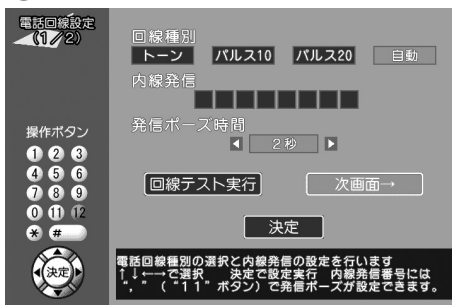 電話回線設定
(1/2)
回線種別
トーン パルス10 パルス20 自動
内線発信
発信ポーズ時間
2秒
回線テスト実行 次画面→
決定
操作ボタン
1 2 3
4 5 6
7 8 9
0 11 12
* #
決定
電話回線種別の選択と内線発信の設定を行います
↑↓←→で選択 決定で設定実行 内線発信番号には
“，”（“11”ボタン）で発信ポーズが設定できます。